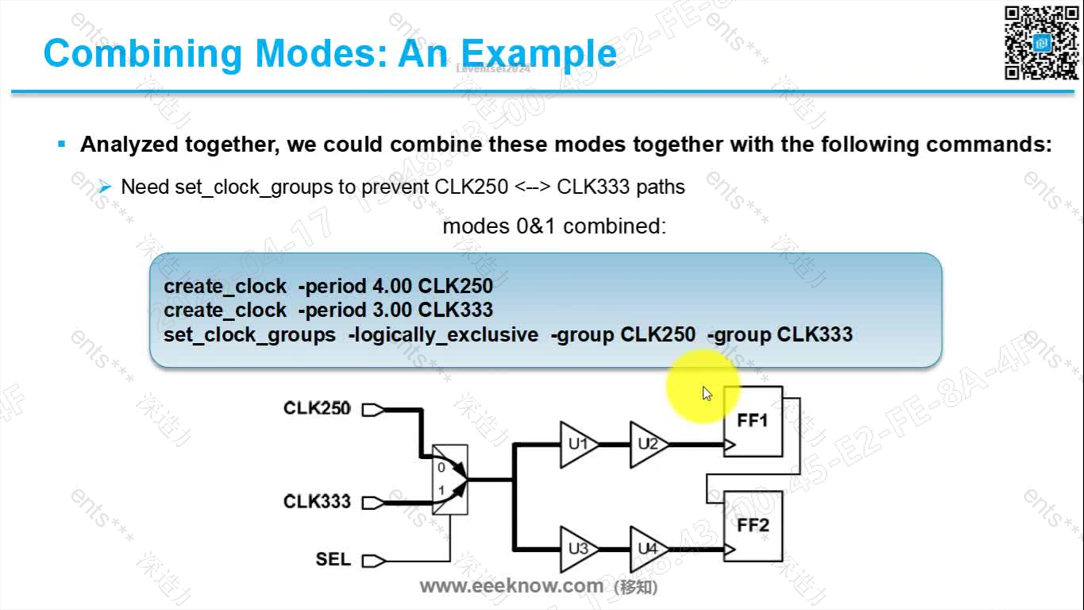 Combining Modes: An Example
Analyzed together, we could combine these modes together with the following commands:
Need set_clock_groups to prevent CLK250 <--> CLK333 paths
modes 0&1 combined:
create_clock -period 4.00 CLK250
create_clock -period 3.00 CLK333
set_clock_groups -logically_exclusive -group CLK250 -group CLK333
CLK250
CLK333
SEL
0
1
U1
U2
U3
U4
FF1
FF2
www.eeeknow.com (移知)